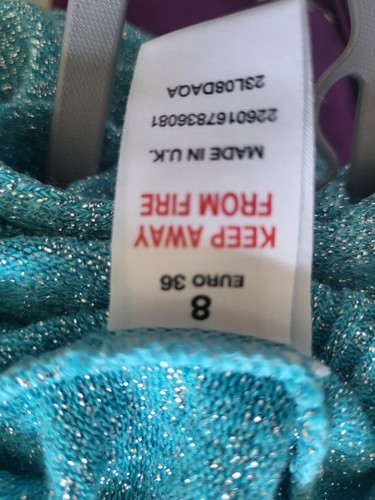 8
EURO 36
KEEP AWAY
FROM FIRE
MADE IN U.K.
2260167836081
23L08DAQA